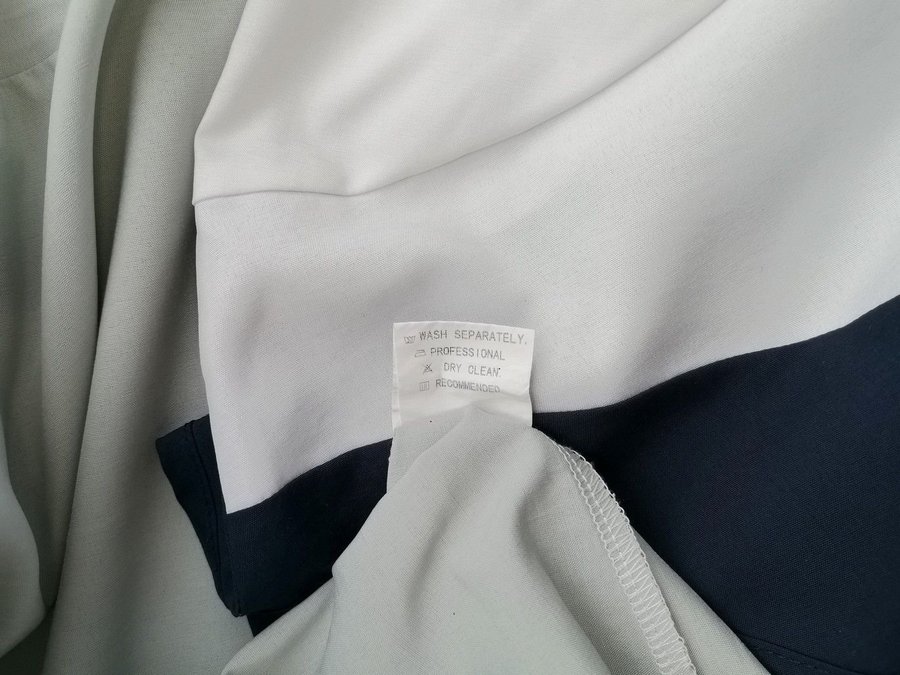 WASH SEPARATELY.
PROFESSIONAL
DRY CLEAN.
RECOMMENDED